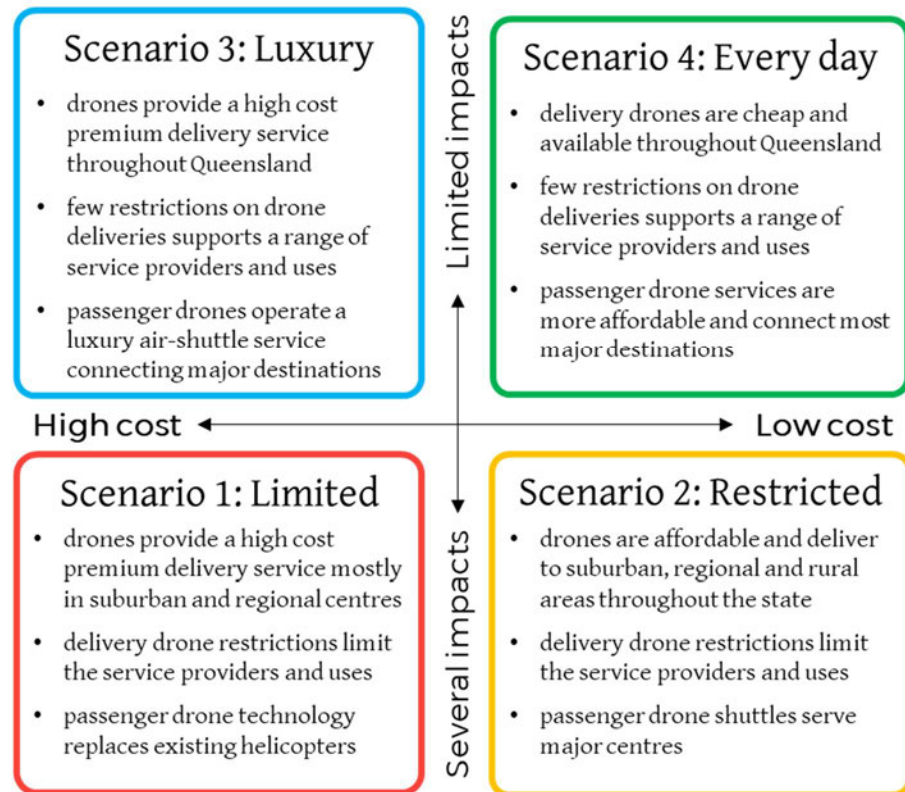 Scenario 3: Luxury
• drones provide a high cost
premium delivery service
throughout Queensland
• few restrictions on drone
deliveries supports a range of
service providers and uses
• passenger drones operate a
luxury air-shuttle service
connecting major destinations
Limited impacts
Scenario 4: Every day
• delivery drones are cheap and
available throughout Queensland
• few restrictions on drone
deliveries supports a range of
service providers and uses
• passenger drone services are
more affordable and connect most
major destinations
High cost
Low cost
Scenario 1: Limited
• drones provide a high cost
premium delivery service mostly
in suburban and regional centres
• delivery drone restrictions limit
the service providers and uses
• passenger drone technology
replaces existing helicopters
Several impacts
Scenario 2: Restricted
• drones are affordable and deliver
to suburban, regional and rural
areas throughout the state
• delivery drone restrictions limit
the service providers and uses
• passenger drone shuttles serve
major centres